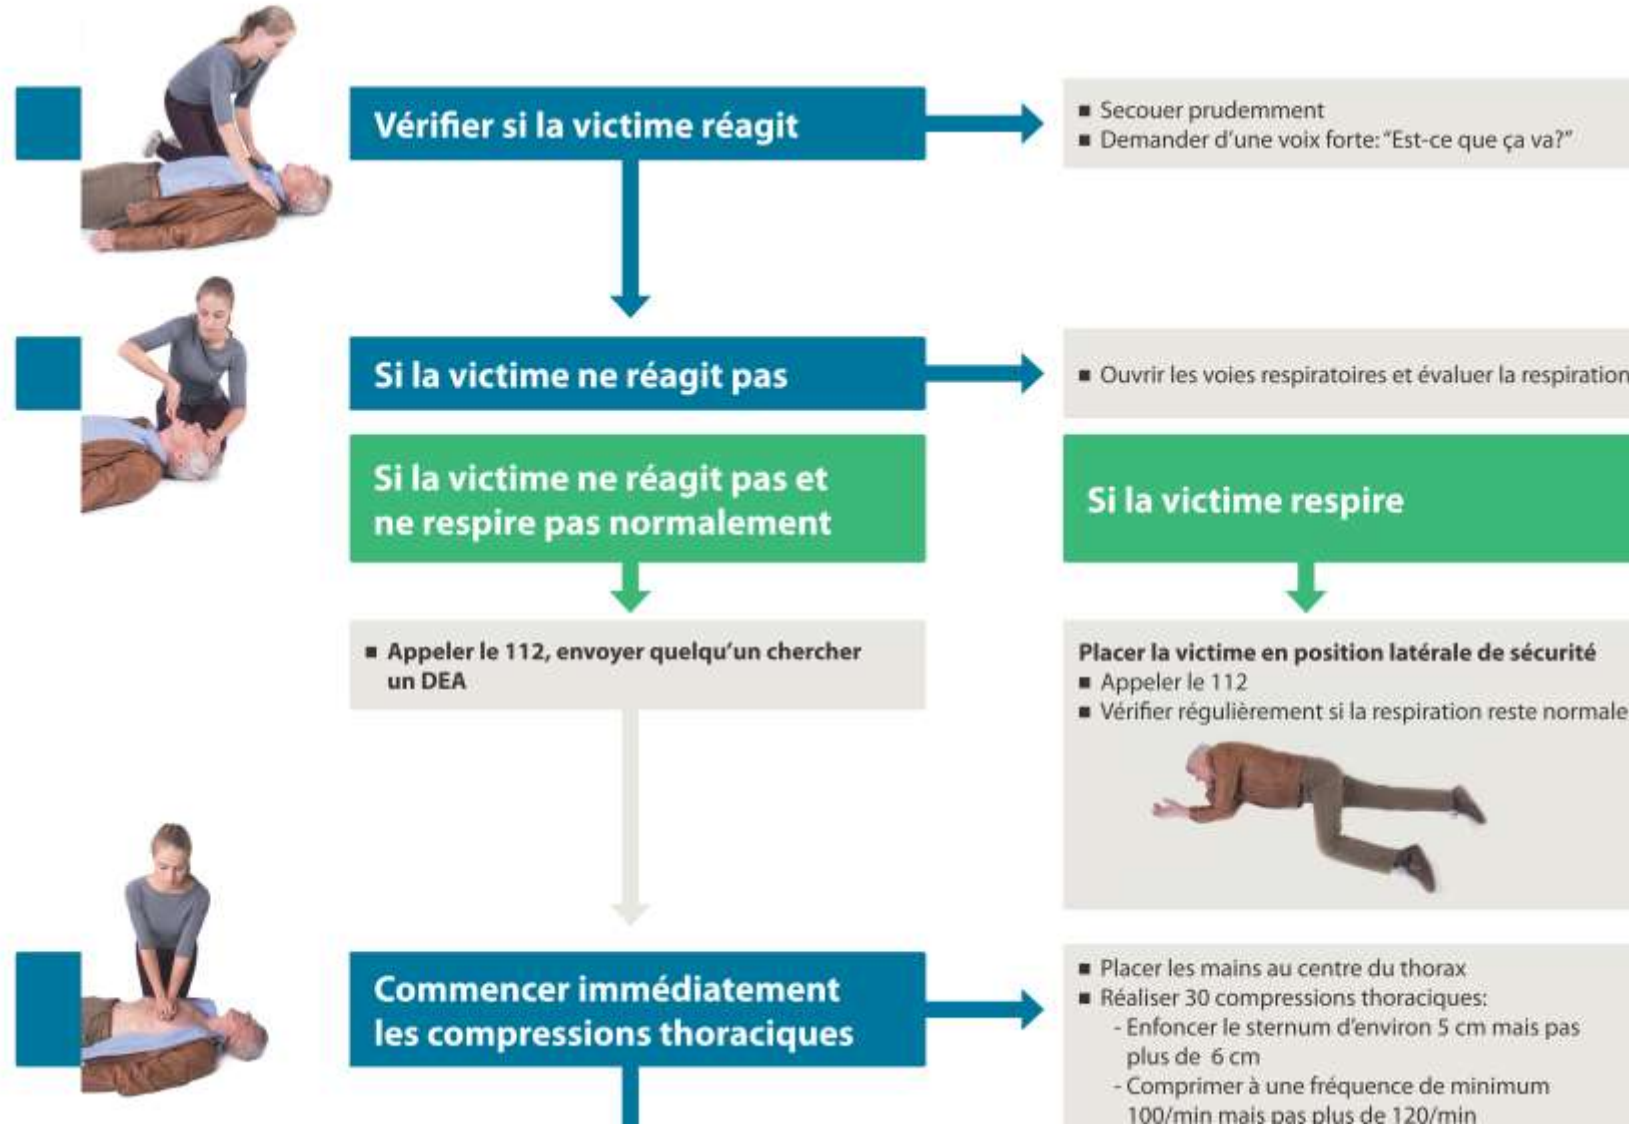 Vérifier si la victime réagit
■ Secouer prudemment
■ Demander d'une voix forte: "Est-ce que ça va?"
Si la victime ne réagit pas
■ Ouvrir les voies respiratoires et évaluer la respiration
Si la victime ne réagit pas et
ne respire pas normalement
Si la victime respire
■ Appeler le 112, envoyer quelqu'un chercher
un DEA
Placer la victime en position latérale de sécurité
■ Appeler le 112
■ Vérifier régulièrement si la respiration reste normale
Commencer immédiatement
les compressions thoraciques
■ Placer les mains au centre du thorax
■ Réaliser 30 compressions thoraciques:
- Enfoncer le sternum d'environ 5 cm mais pas
plus de 6 cm
- Comprimer à une fréquence de minimum
100/min mais pas plus de 120/min